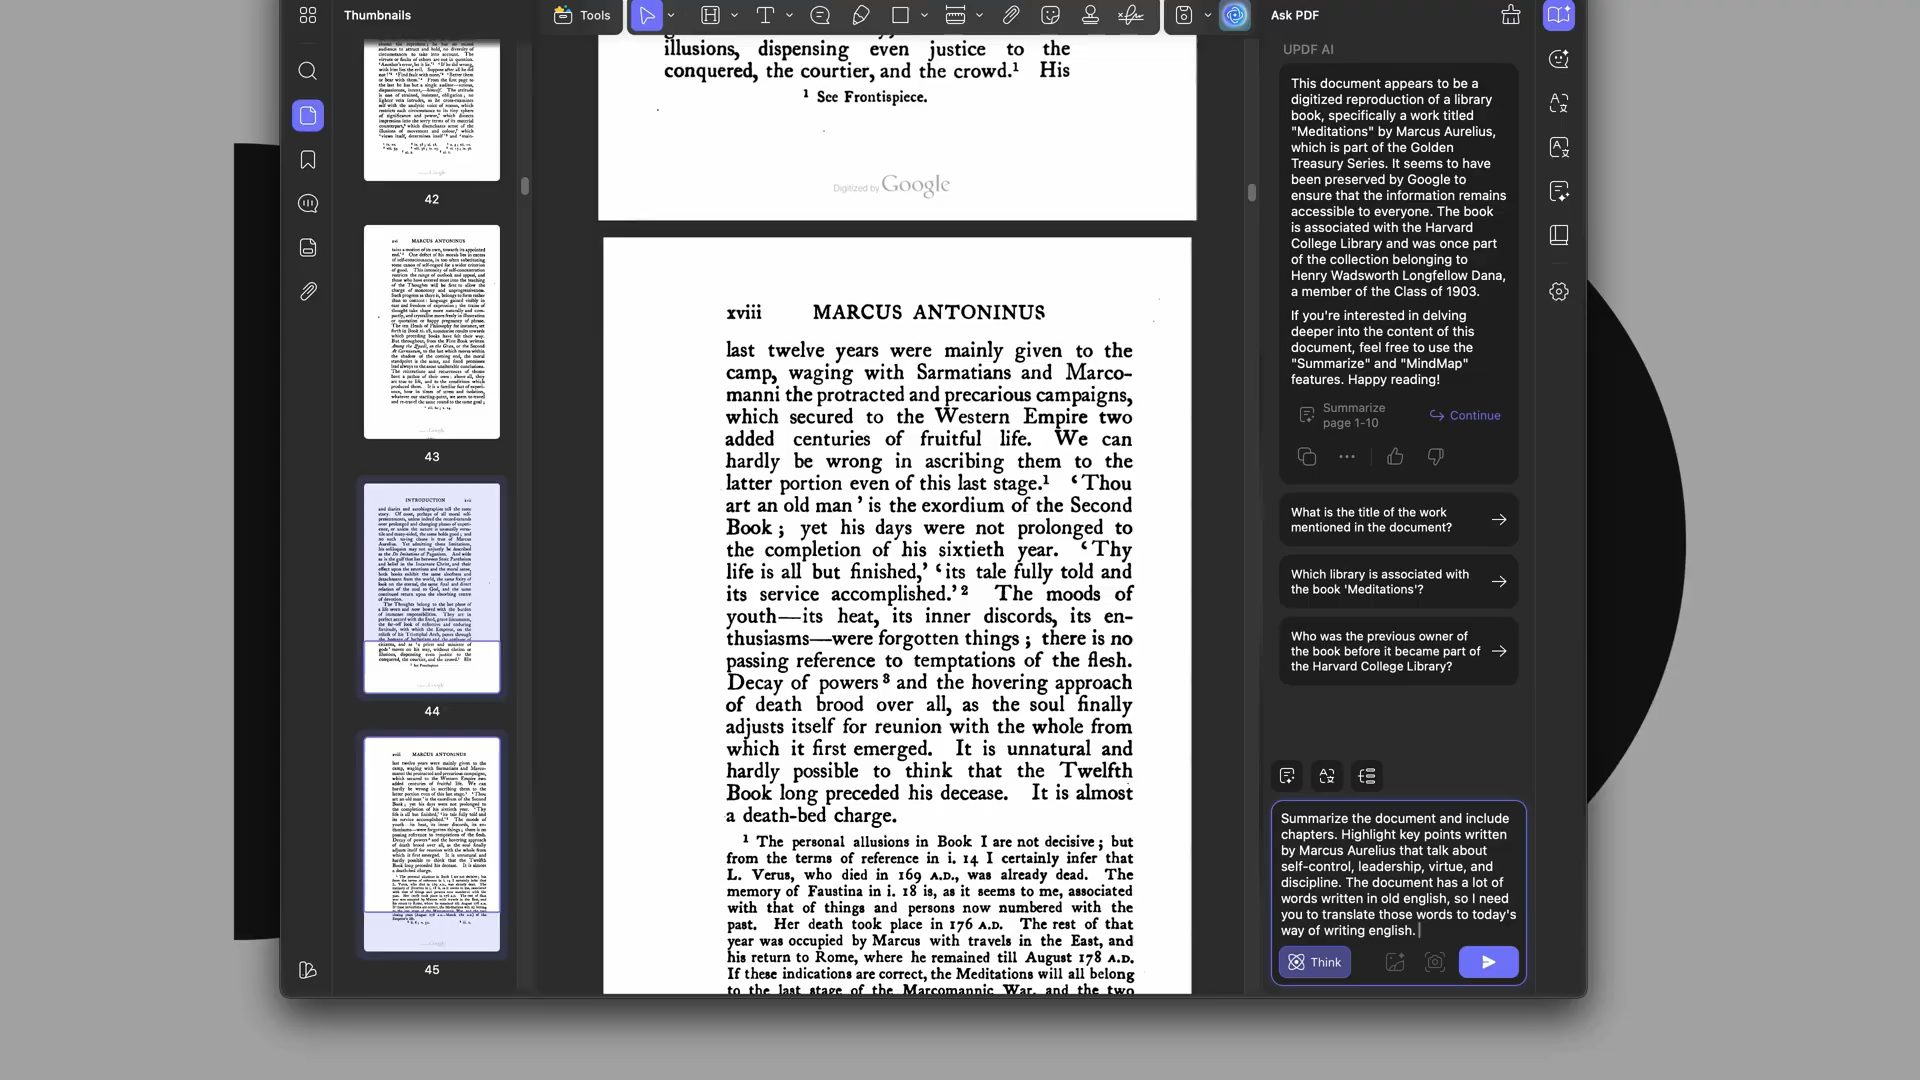 Thumbnails
Tools
Ask PDF
42
MARCUS ANTONINUS
43
INTRODUCTION
44
MARCUS ANTONINUS
45
illusions, dispensing even justice to the
conquered, the courtier, and the crowd.¹ His
¹ See Frontispiece.
Digitized by Google
xviii MARCUS ANTONINUS
last twelve years were mainly given to the
camp, waging with Sarmatians and Marco-
manni the protracted and precarious campaigns,
which secured to the Western Empire two
added centuries of fruitful life. We can
hardly be wrong in ascribing them to the
latter portion even of this last stage.¹ ‘Thou
art an old man’ is the exordium of the Second
Book; yet his days were not prolonged to
the completion of his sixtieth year. ‘Thy
life is all but finished,’ ‘its tale fully told and
its service accomplished.’² The moods of
youth—its heat, its inner discords, its en-
thusiasms—were forgotten things; there is no
passing reference to temptations of the flesh.
Decay of powers³ and the hovering approach
of death brood over all, as the soul finally
adjusts itself for reunion with the whole from
which it first emerged. It is unnatural and
hardly possible to think that the Twelfth
Book long preceded his decease. It is almost
a death-bed charge.
¹ The personal allusions in Book I are not decisive; but
from the terms of reference in i. 14 I certainly infer that
L. Verus, who died in 169 A.D., was already dead. The
memory of Faustina in i. 18 is, as it seems to me, associated
with that of things and persons now numbered with the
past. Her death took place in 176 A.D. The rest of that
year was occupied by Marcus with travels in the East, and
his return to Rome, where he remained till August 178 A.D.
If these indications are correct, the Meditations will all belong
to the last stage of the Marcomannic War, and the two
UPDF AI
This document appears to be a
digitized reproduction of a library
book, specifically a work titled
"Meditations" by Marcus Aurelius,
which is part of the Golden
Treasury Series. It seems to have
been preserved by Google to
ensure that the information remains
accessible to everyone. The book
is associated with the Harvard
College Library and was once part
of the collection belonging to
Henry Wadsworth Longfellow Dana,
a member of the Class of 1903.
If you're interested in delving
deeper into the content of this
document, feel free to use the
"Summarize" and "MindMap"
features. Happy reading!
Summarize
page 1-10
Continue
What is the title of the work
mentioned in the document?
Which library is associated with
the book 'Meditations'?
Who was the previous owner of
the book before it became part of
the Harvard College Library?
Summarize the document and include
chapters. Highlight key points written
by Marcus Aurelius that talk about
self-control, leadership, virtue, and
discipline. The document has a lot of
words written in old english, so I need
you to translate those words to today's
way of writing english.
Think